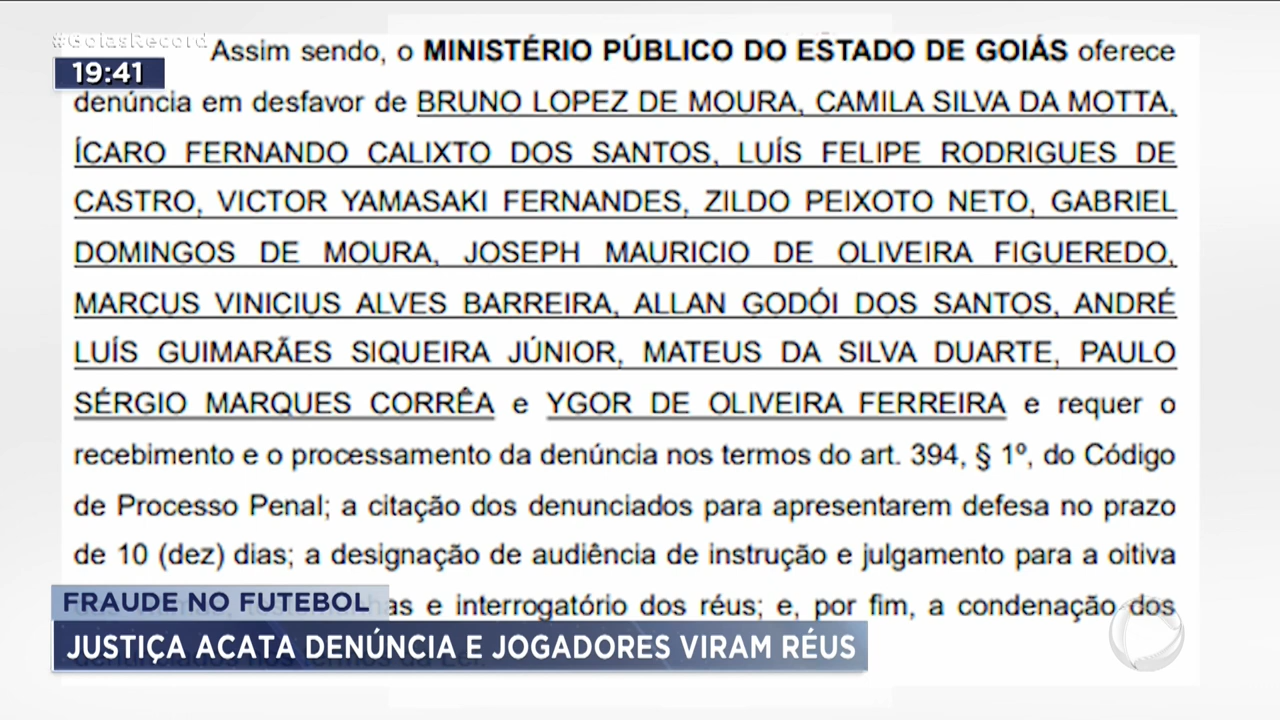 #GoiásRecord
19:41
Assim sendo, o MINISTÉRIO PÚBLICO DO ESTADO DE GOIÁS oferece
denúncia em desfavor de BRUNO LOPEZ DE MOURA, CAMILA SILVA DA MOTTA,
ÍCARO FERNANDO CALIXTO DOS SANTOS, LUÍS FELIPE RODRIGUES DE
CASTRO, VICTOR YAMASAKI FERNANDES, ZILDO PEIXOTO NETO, GABRIEL
DOMINGOS DE MOURA, JOSEPH MAURICIO DE OLIVEIRA FIGUEREDO,
MARCUS VINICIUS ALVES BARREIRA, ALLAN GODÓI DOS SANTOS, ANDRÉ
LUÍS GUIMARÃES SIQUEIRA JÚNIOR, MATEUS DA SILVA DUARTE, PAULO
SÉRGIO MARQUES CORRÊA e YGOR DE OLIVEIRA FERREIRA e requer o
recebimento e o processamento da denúncia nos termos do art. 394, § 1º, do Código
de Processo Penal; a citação dos denunciados para apresentarem defesa no prazo
de 10 (dez) dias; a designação de audiência de instrução e julgamento para a oitiva
e interrogatório dos réus; e, por fim, a condenação dos
FRAUDE NO FUTEBOL
JUSTIÇA ACATA DENÚNCIA E JOGADORES VIRAM RÉUS